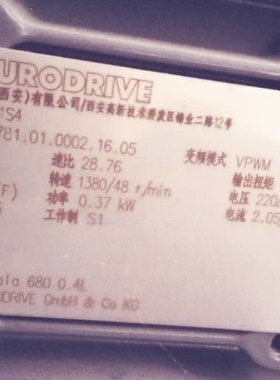 URODRIVE
西安)有限公司/西安高新技术开发区锦业二路12号
1S4
781.01.0002.16.05
速比 28.76 变频模式 VPWM
转速 1380/48 r/min 输出扭矩
F) 功率 0.37 kW 电压 220
工作制 S1 电流 2.05
ala 680 0.4L
ODRIVE GmbH & Co KG